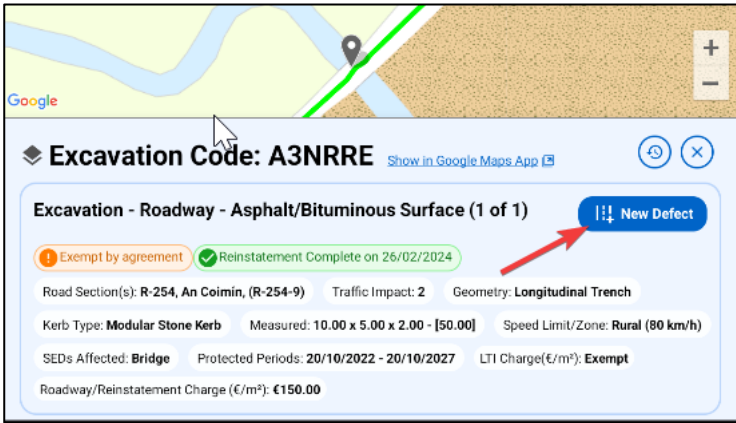 +
−
Google
Excavation Code: A3NRRE Show in Google Maps App
Excavation - Roadway - Asphalt/Bituminous Surface (1 of 1) New Defect
Exempt by agreement Reinstatement Complete on 26/02/2024
Road Section(s): R-254, An Coimin, (R-254-9) Traffic Impact: 2 Geometry: Longitudinal Trench
Kerb Type: Modular Stone Kerb Measured: 10.00 x 5.00 x 2.00 - [50.00] Speed Limit/Zone: Rural (80 km/h)
SEDs Affected: Bridge Protected Periods: 20/10/2022 - 20/10/2027 LTI Charge(€/m²): Exempt
Roadway/Reinstatement Charge (€/m²): €150.00